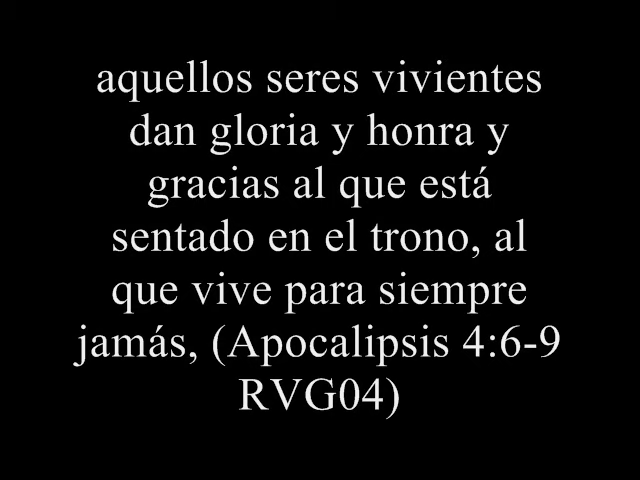 aquellos seres vivientes
dan gloria y honra y
gracias al que está
sentado en el trono, al
que vive para siempre
jamás, (Apocalipsis 4:6-9
RVG04)